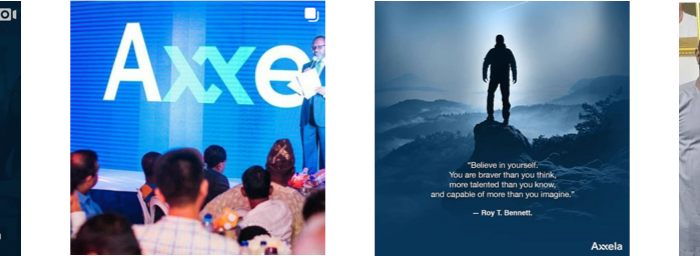 Axxe
"Believe in yourself.
You are braver than you think,
more talented than you know,
and capable of more than you imagine."
— Roy T. Bennett.
Axxela